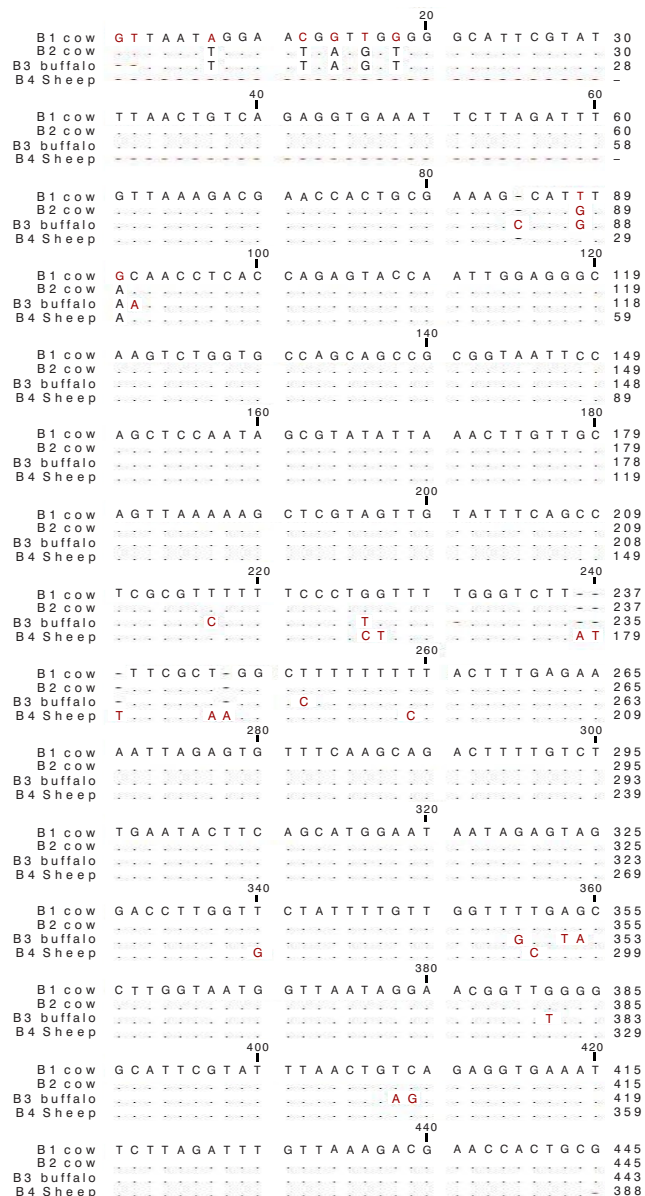 20
B1 cow GTTAATAGGA ACGGTTGGGG GCATTCGTAT 30
B2 cow ......T... .T.A.G.T.. .......... 30
B3 buffalo --....T... .T.A.G.T.. .......... 28
B4 Sheep ---------- ---------- ---------- –
40 60
B1 cow TTAACTGTCA GAGGTGAAAT TCTTAGATTT 60
B2 cow .......... .......... .......... 60
B3 buffalo .......... .......... .......... 58
B4 Sheep ---------- ---------- ---------- –
80
B1 cow GTTAAAGACG AACCACTGCG AAAG-CATTT 89
B2 cow .......... .......... ....-...G. 89
B3 buffalo .......... .......... ....C...G. 88
B4 Sheep .......... .......... ....-..... 29
100 120
B1 cow GCAACCTCAC CAGAGTACCA ATTGGAGGGC 119
B2 cow A......... .......... .......... 119
B3 buffalo AA........ .......... .......... 118
B4 Sheep A......... .......... .......... 59
140
B1 cow AAGTCTGGTG CCAGCAGCCG CGGTAATTCC 149
B2 cow .......... .......... .......... 149
B3 buffalo .......... .......... .......... 148
B4 Sheep .......... .......... .......... 89
160 180
B1 cow AGCTCCAATA GCGTATATTA AACTTGTTGC 179
B2 cow .......... .......... .......... 179
B3 buffalo .......... .......... .......... 178
B4 Sheep .......... .......... .......... 119
200
B1 cow AGTTAAAAAG CTCGTAGTTG TATTTCAGCC 209
B2 cow .......... .......... .......... 209
B3 buffalo .......... .......... .......... 208
B4 Sheep .......... .......... .......... 149
220 240
B1 cow TCGCGTTTTT TCCCTGGTTT TGGGTCTT-- 237
B2 cow .......... .......... ........-- 237
B3 buffalo ......C... .....T.... -.......-- 235
B4 Sheep .......... .....CT... ........AT 179
260
B1 cow -TTCGCT-GG CTTTTTTTTT ACTTTGAGAA 265
B2 cow -......-.. .......... .......... 265
B3 buffalo -......-.. .C........ .......... 263
B4 Sheep T.....AA.. ........C. .......... 209
280 300
B1 cow AATTAGAGTG TTTCAAGCAG ACTTTTGTCT 295
B2 cow .......... .......... .......... 295
B3 buffalo .......... .......... .......... 293
B4 Sheep .......... .......... .......... 239
320
B1 cow TGAATACTTC AGCATGGAAT AATAGAGTAG 325
B2 cow .......... .......... .......... 325
B3 buffalo .......... .......... .......... 323
B4 Sheep .......... .......... .......... 269
340 360
B1 cow GACCTTGGTT CTATTTTGTT GGTTTTGAGC 355
B2 cow .......... .......... .......... 355
B3 buffalo .......... .......... ....G..TA. 353
B4 Sheep .........G .......... .....C.... 299
380
B1 cow CTTGGTAATG GTTAATAGGA ACGGTTGGGG 385
B2 cow .......... .......... .......... 385
B3 buffalo .......... .......... ......T... 383
B4 Sheep .......... .......... .......... 329
400 420
B1 cow GCATTCGTAT TTAACTGTCA GAGGTGAAAT 415
B2 cow .......... .......... .......... 415
B3 buffalo .......... .......AG. .......... 419
B4 Sheep .......... .......... .......... 359
440
B1 cow TCTTAGATTT GTTAAAGACG AACCACTGCG 445
B2 cow .......... .......... .......... 445
B3 buffalo .......... .......... .......... 443
B4 Sheep .......... .......... .......... 388